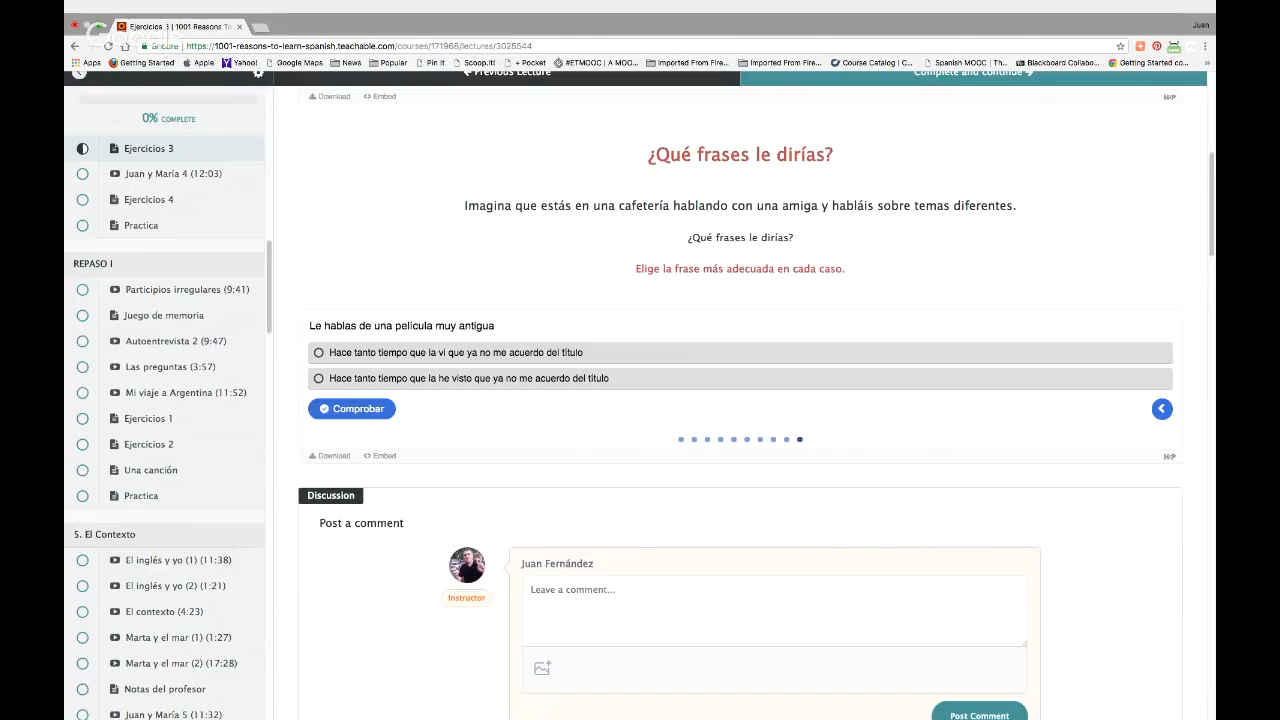 Ejercicios 3 | 1001 Reasons To
Juan
Secure https://1001-reasons-to-learn-spanish.teachable.com/courses/171968/lectures/3025544
Apps Getting Started Apple Yahoo! Google Maps News Popular Pin It Scoop.It! + Pocket #ETMOOC | A MOO... Imported From Fire... Imported From Fire... Course Catalog | C... Spanish MOOC | Th... Blackboard Collabo... Getting Started co...
Previous Lecture
Complete and continue
Download Embed
H5P
0% COMPLETE
Ejercicios 3
Juan y María 4 (12:03)
Ejercicios 4
Practica
REPASO I
Participios irregulares (9:41)
Juego de memoria
Autoentrevista 2 (9:47)
Las preguntas (3:57)
Mi viaje a Argentina (11:52)
Ejercicios 1
Ejercicios 2
Una canción
Practica
5. El Contexto
El inglés y yo (1) (11:38)
El inglés y yo (2) (1:21)
El contexto (4:23)
Marta y el mar (1) (1:27)
Marta y el mar (2) (17:28)
Notas del profesor
Juan y María 5 (11:32)
¿Qué frases le dirías?
Imagina que estás en una cafetería hablando con una amiga y habláis sobre temas diferentes.
¿Qué frases le dirías?
Elige la frase más adecuada en cada caso.
Le hablas de una película muy antigua
Hace tanto tiempo que la vi que ya no me acuerdo del título
Hace tanto tiempo que la he visto que ya no me acuerdo del título
Comprobar
Download Embed
H5P
Discussion
Post a comment
Juan Fernández
Leave a comment...
Instructor
Post Comment